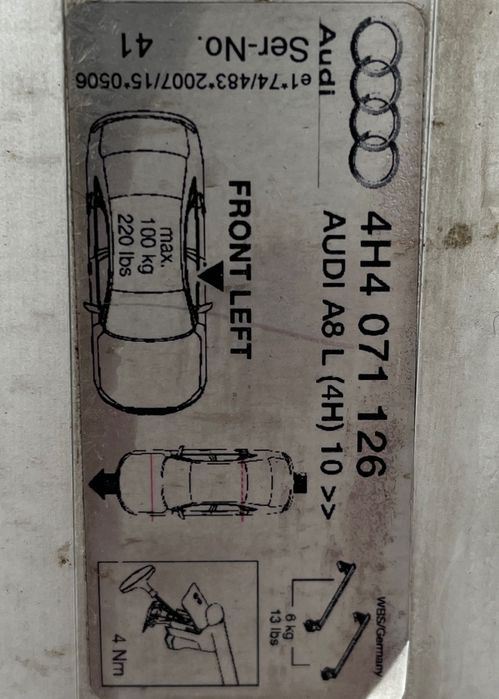 Audi
4H4 071 126
AUDI A8 L (4H) 10 >>
WBS/Germany
Ser-No.
41
e1*74/483*2007/15*0506
FRONT LEFT
max.
100 kg
220 lbs
6 kg
13 lbs
4 Nm